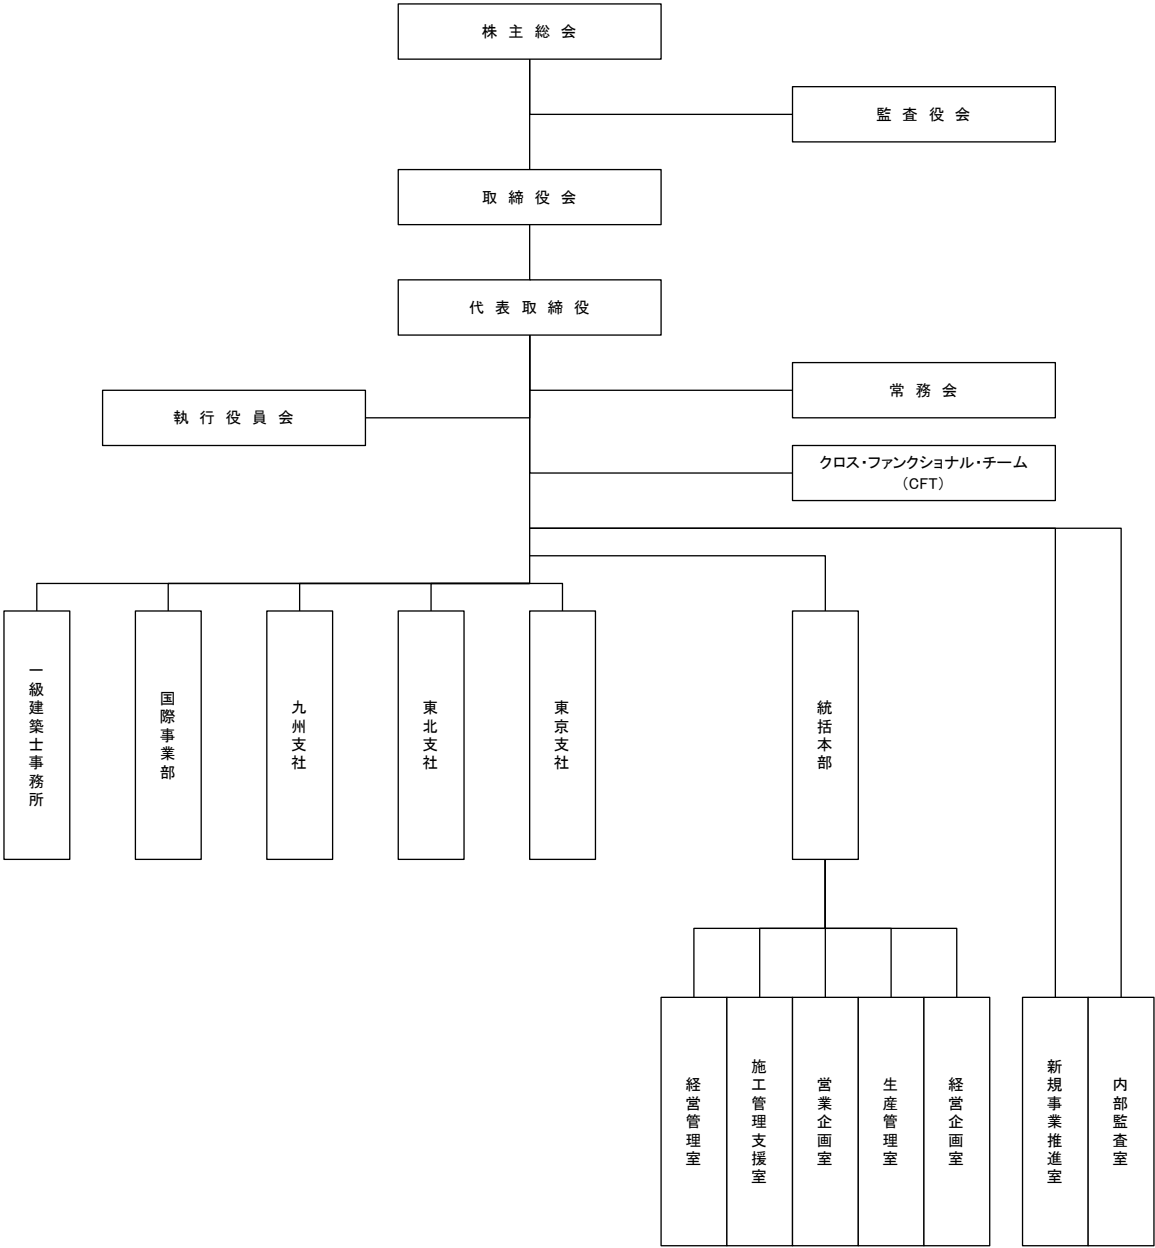 株主総会
監査役会
取締役会
代表取締役
常務会
執行役員会
クロス・ファンクショナル・チーム
（CFT）
一級建築士事務所
国際事業部
九州支社
東北支社
東京支社
統括本部
経営管理室
施工管理支援室
営業企画室
生産管理室
経営企画室
新規事業推進室
内部監査室